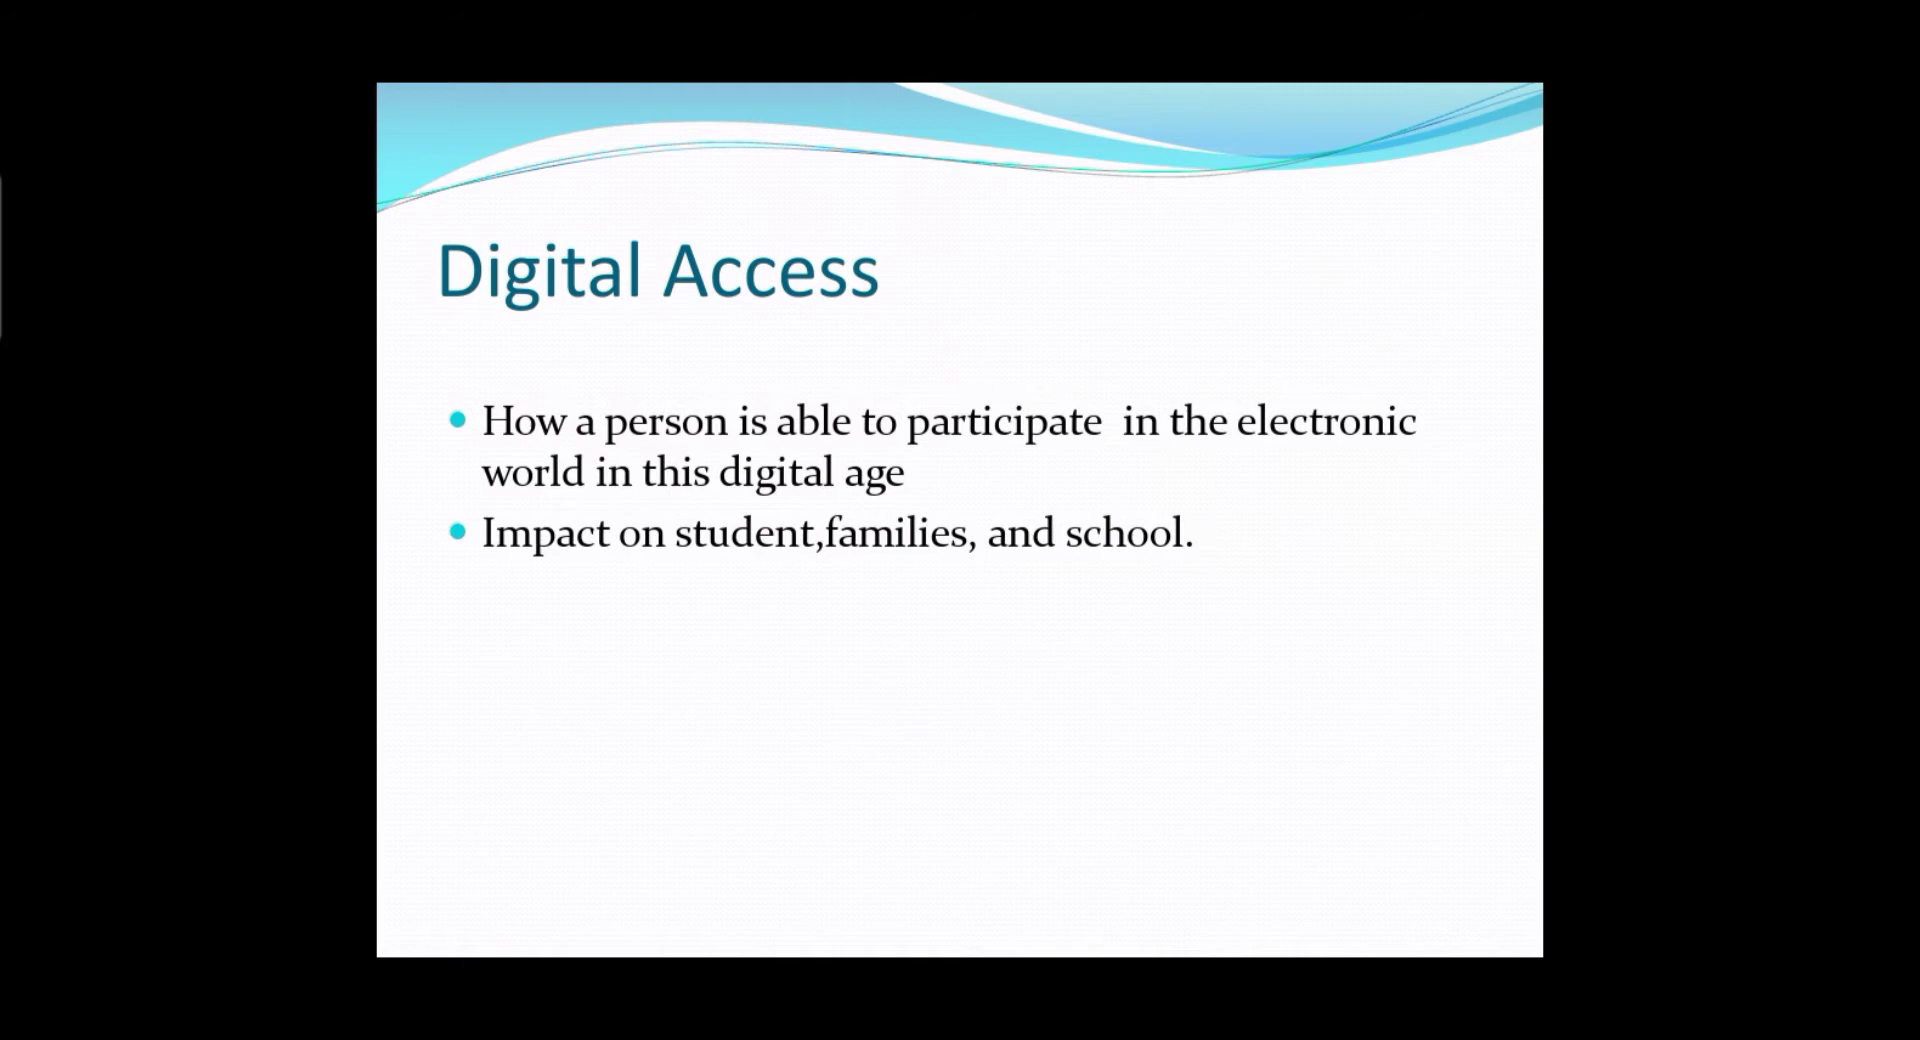 Digital Access
How a person is able to participate  in the electronic
world in this digital age
Impact on student,families, and school.